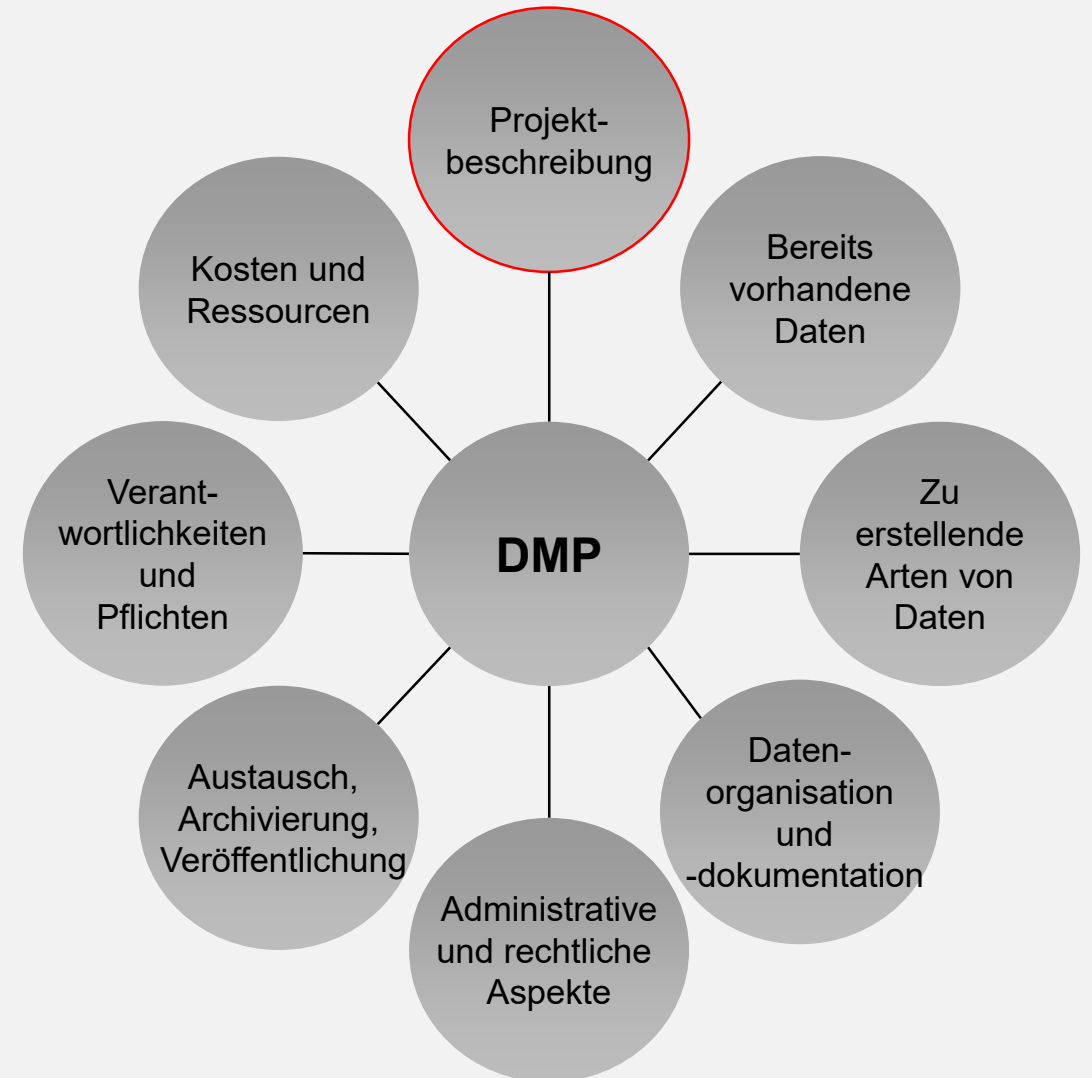 Projekt-
beschreibung
Bereits
vorhandene
Daten
Zu
erstellende
Arten von
Daten
Daten-
organisation
und
-dokumentation
Administrative
und rechtliche
Aspekte
Austausch,
Archivierung,
Veröffentlichung
Verant-
wortlichkeiten
und
Pflichten
Kosten und
Ressourcen
DMP